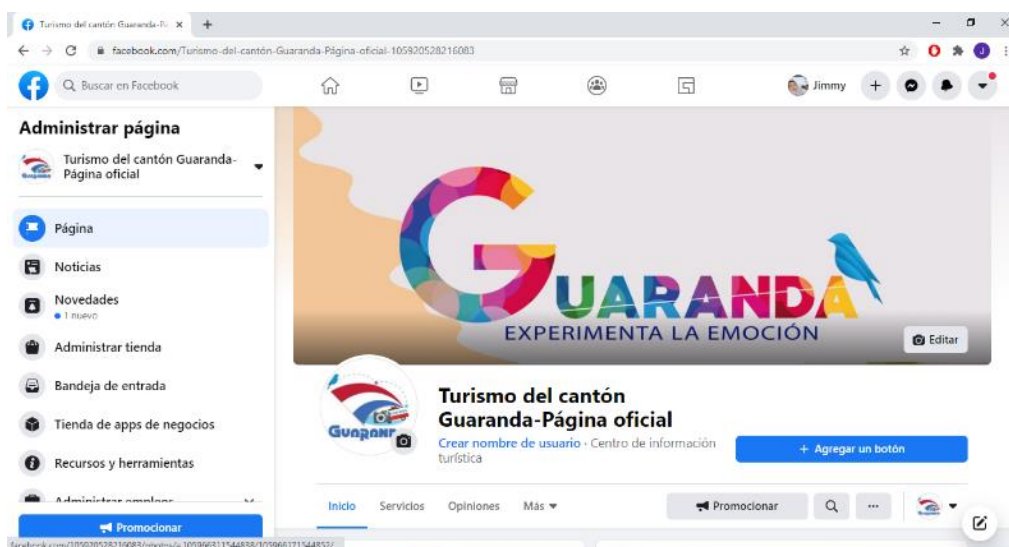 Turismo del cantón Guaranda-Pá
facebook.com/Turismo-del-cantón-Guaranda-Página-oficial-105920528216083
Buscar en Facebook
Jimmy
Administrar página
Turismo del cantón Guaranda-
Página oficial
Página
Noticias
Novedades
1 nuevo
Administrar tienda
Bandeja de entrada
Tienda de apps de negocios
Recursos y herramientas
Administrar empleos
Promocionar
GUARANDA
EXPERIMENTA LA EMOCIÓN
Editar
Turismo del cantón
Guaranda-Página oficial
Crear nombre de usuario · Centro de información
turística
+ Agregar un botón
Inicio
Servicios
Opiniones
Más
Promocionar